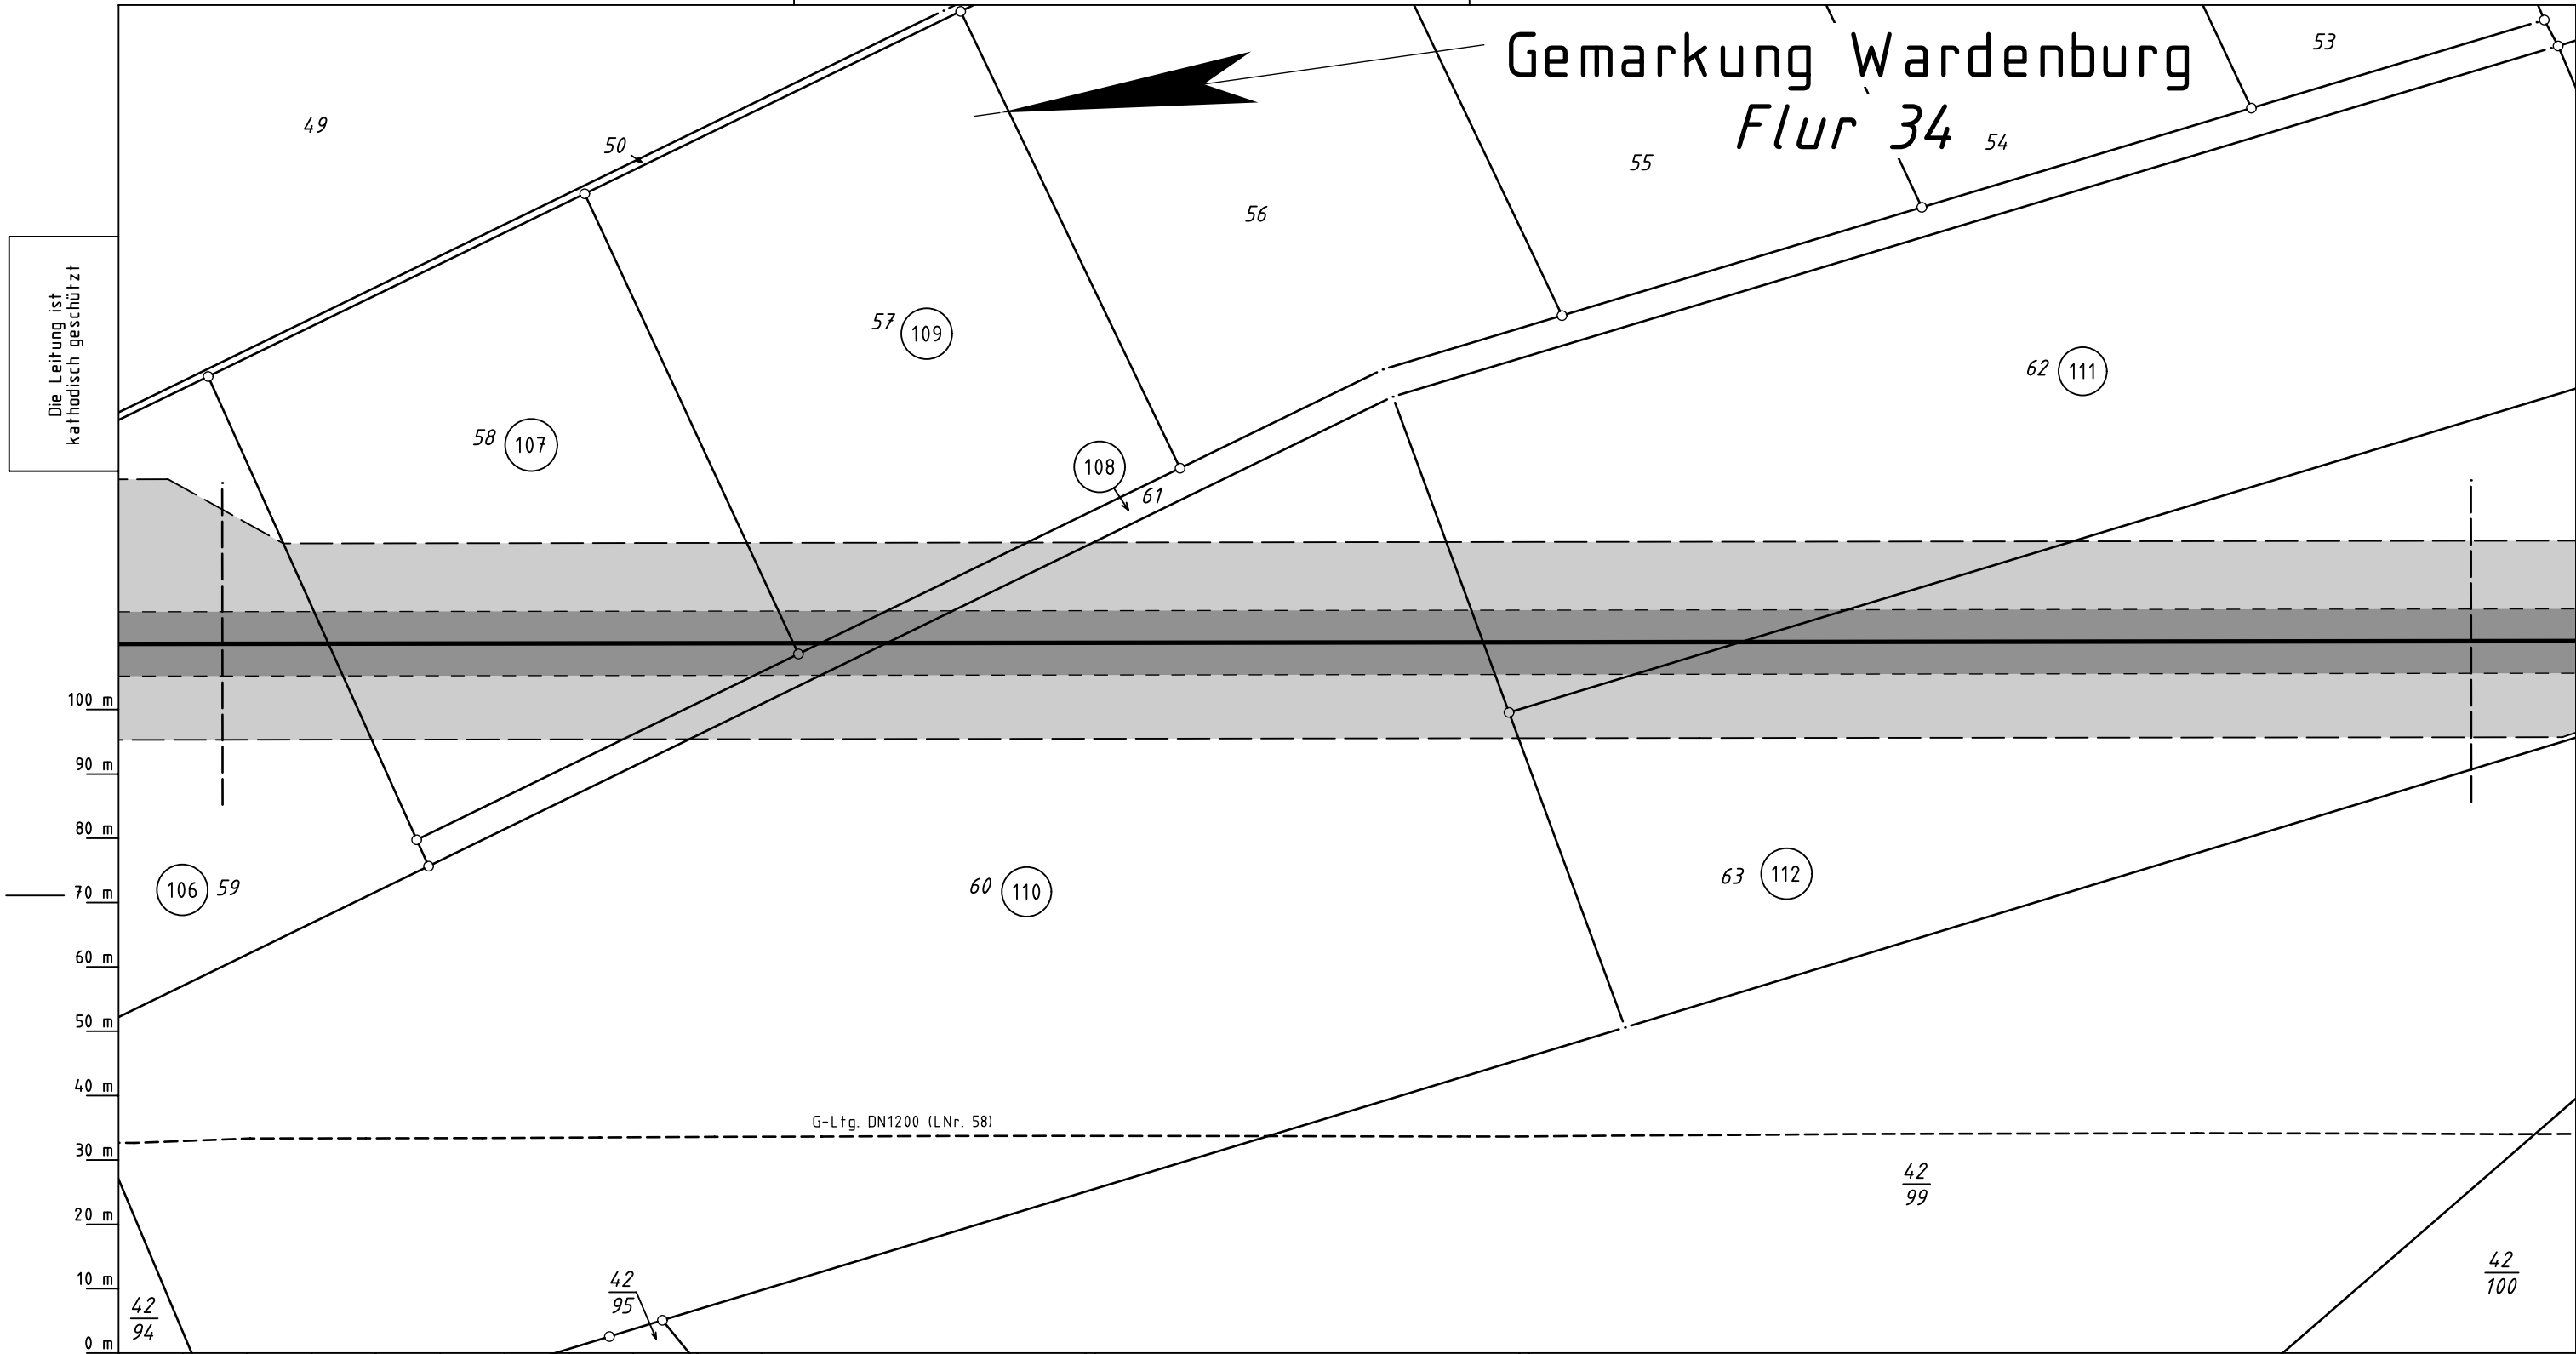 Gemarkung Wardenburg
Flur 34
53
49
50
54
55
56
Die Leitung ist
kathodisch geschützt
57 109
62 111
58 107
108
61
100 m
90 m
80 m
70 m
60 m
50 m
40 m
30 m
20 m
10 m
0 m
106 59
60 110
63 112
G-Ltg. DN1200 (LNr. 58)
42
99
42
95
42
100
42
94